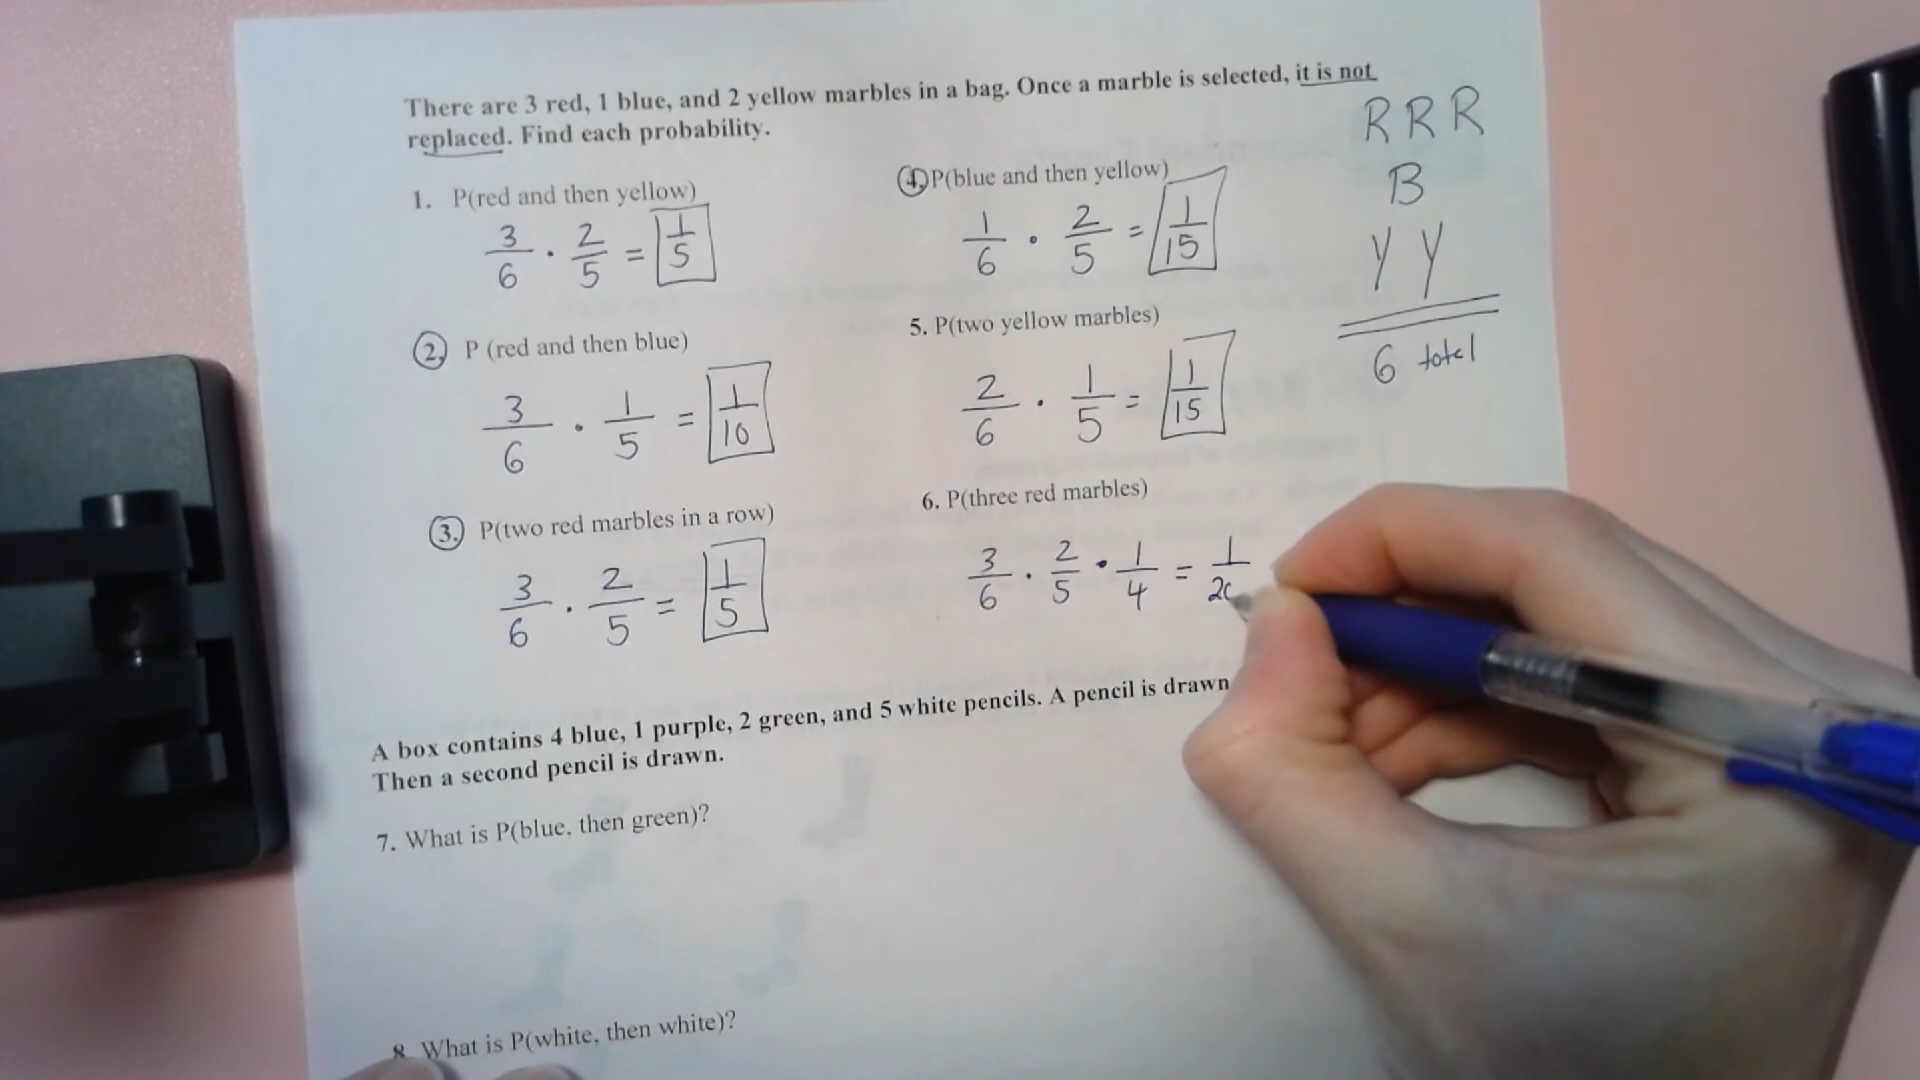 There are 3 red, 1 blue, and 2 yellow marbles in a bag. Once a marble is selected, it is not
replaced. Find each probability.
R R R
B
Y Y
6 total
1. P(red and then yellow)
3/6 · 2/5 = 1/5
2. P (red and then blue)
3/6 · 1/5 = 1/10
3. P(two red marbles in a row)
3/6 · 2/5 = 1/5
4. P(blue and then yellow)
1/6 · 2/5 = 1/15
5. P(two yellow marbles)
2/6 · 1/5 = 1/15
6. P(three red marbles)
3/6 · 2/5 · 1/4 = 1/20
A box contains 4 blue, 1 purple, 2 green, and 5 white pencils. A pencil is drawn
Then a second pencil is drawn.
7. What is P(blue, then green)?
8. What is P(white, then white)?